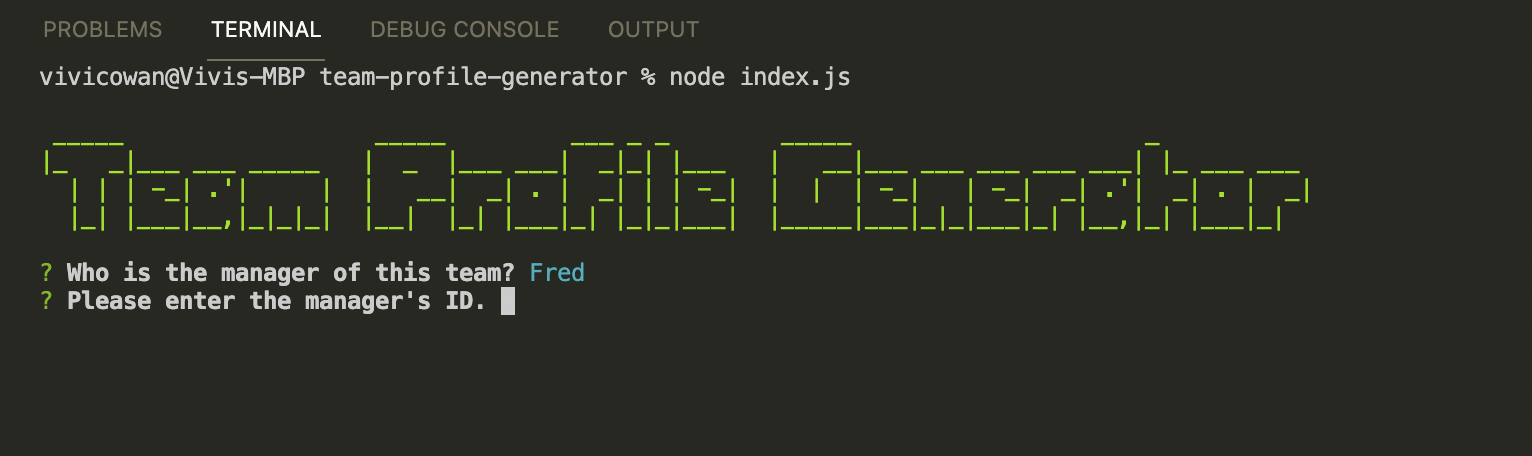 PROBLEMS TERMINAL DEBUG CONSOLE OUTPUT
vivicowan@Vivis-MBP team-profile-generator % node index.js
Team Profile Generator
? Who is the manager of this team? Fred
? Please enter the manager's ID.